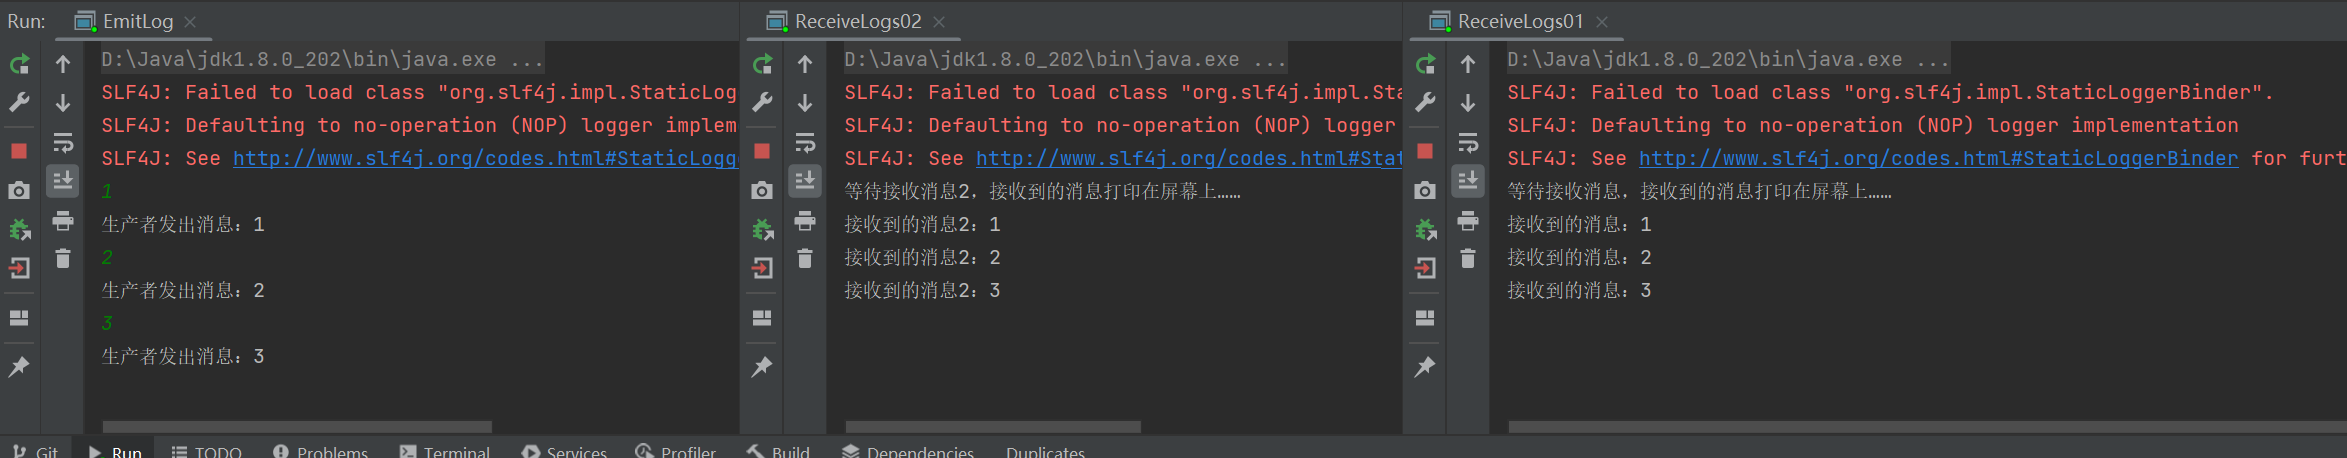 Run: EmitLog
D:\Java\jdk1.8.0_202\bin\java.exe ...
SLF4J: Failed to load class "org.slf4j.impl.StaticLog
SLF4J: Defaulting to no-operation (NOP) logger implem
SLF4J: See http://www.slf4j.org/codes.html#StaticLogg
1
生产者发出消息：1
2
生产者发出消息：2
3
生产者发出消息：3
ReceiveLogs02
D:\Java\jdk1.8.0_202\bin\java.exe ...
SLF4J: Failed to load class "org.slf4j.impl.Sta
SLF4J: Defaulting to no-operation (NOP) logger
SLF4J: See http://www.slf4j.org/codes.html#Stat
等待接收消息2，接收到的消息打印在屏幕上……
接收到的消息2：1
接收到的消息2：2
接收到的消息2：3
ReceiveLogs01
D:\Java\jdk1.8.0_202\bin\java.exe ...
SLF4J: Failed to load class "org.slf4j.impl.StaticLoggerBinder".
SLF4J: Defaulting to no-operation (NOP) logger implementation
SLF4J: See http://www.slf4j.org/codes.html#StaticLoggerBinder for furt
等待接收消息，接收到的消息打印在屏幕上……
接收到的消息：1
接收到的消息：2
接收到的消息：3
Git Run TODO Problems Terminal Services Profiler Build Dependencies Duplicates